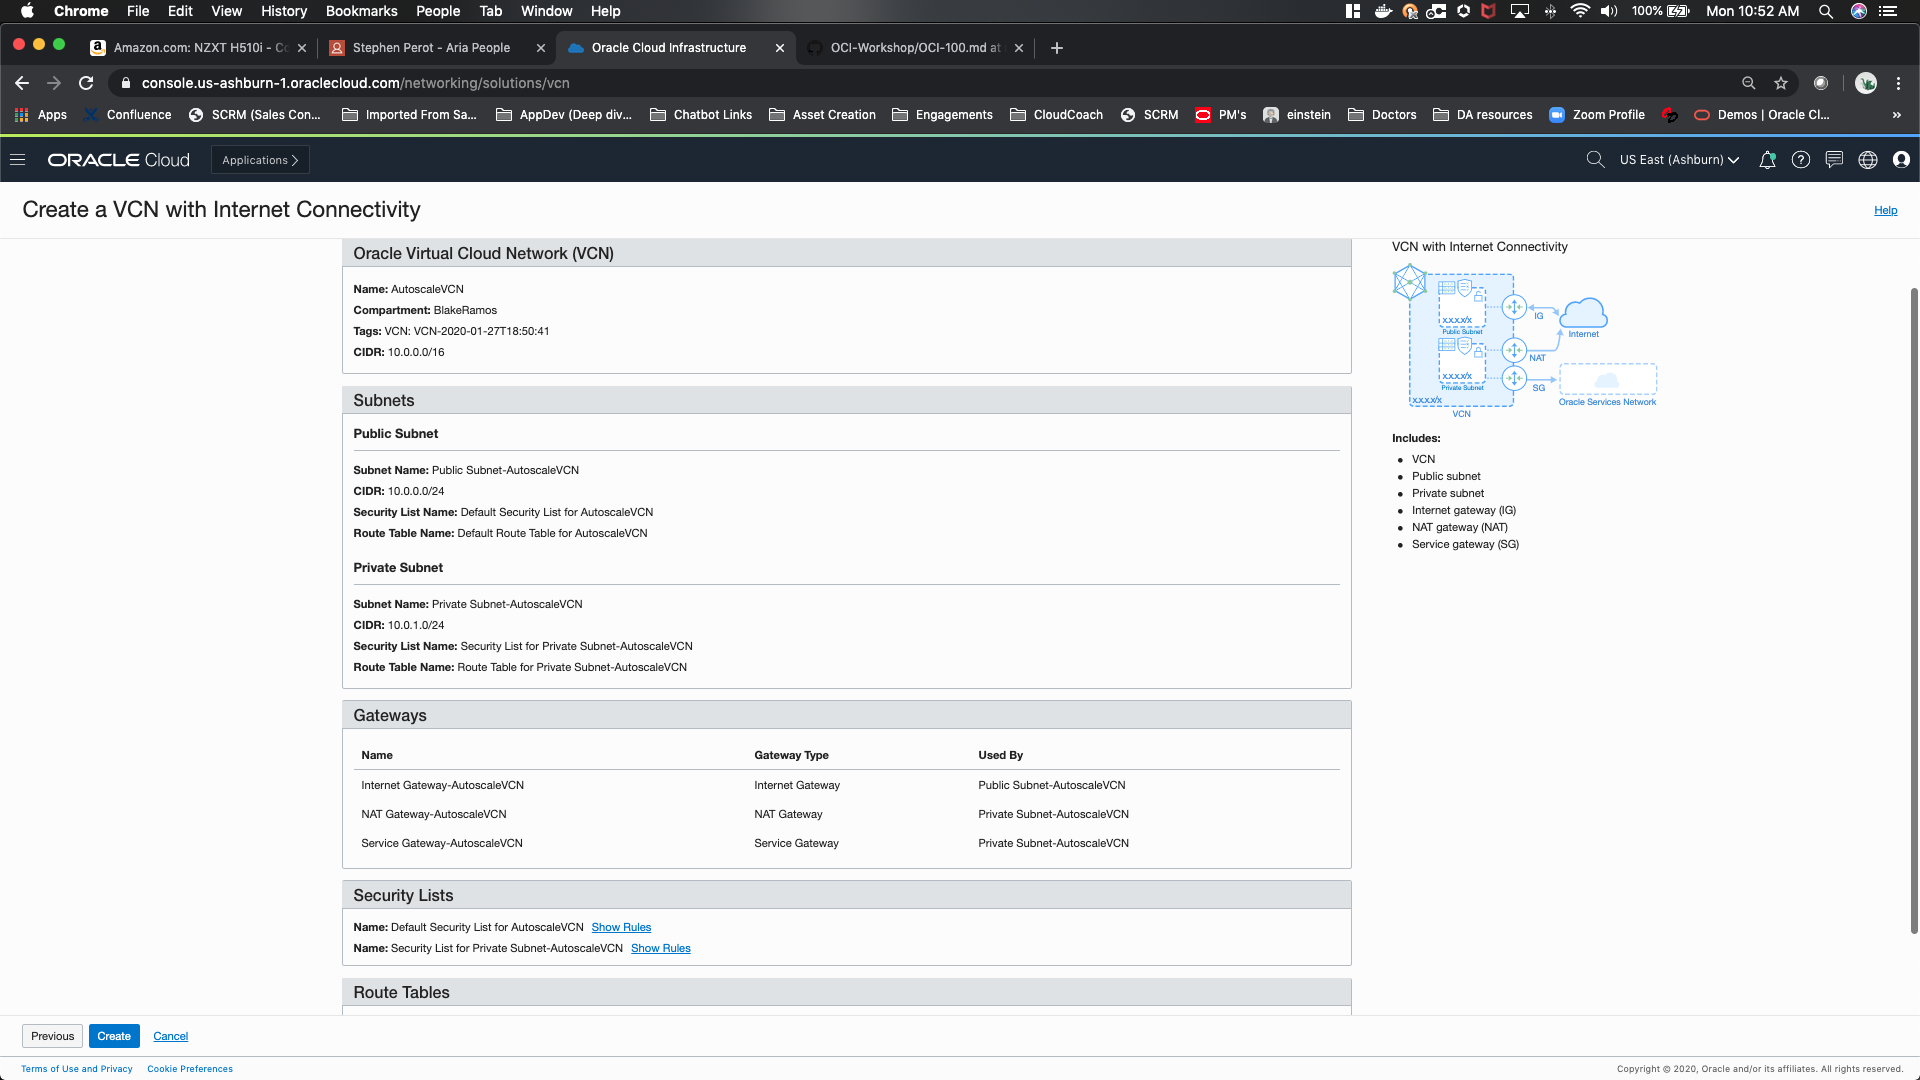 Chrome File Edit View History Bookmarks People Tab Window Help 100% Mon 10:52 AM
Amazon.com: NZXT H510i - Co Stephen Perot - Aria People Oracle Cloud Infrastructure OCI-Workshop/OCI-100.md at
console.us-ashburn-1.oraclecloud.com/networking/solutions/vcn
Apps Confluence SCRM (Sales Con... Imported From Sa... AppDev (Deep div... Chatbot Links Asset Creation Engagements CloudCoach SCRM PM's einstein Doctors DA resources Zoom Profile Demos | Oracle Cl... »
ORACLE Cloud Applications US East (Ashburn)
Create a VCN with Internet Connectivity Help
Oracle Virtual Cloud Network (VCN)
Name: AutoscaleVCN
Compartment: BlakeRamos
Tags: VCN: VCN-2020-01-27T18:50:41
CIDR: 10.0.0.0/16
Subnets
Public Subnet
Subnet Name: Public Subnet-AutoscaleVCN
CIDR: 10.0.0.0/24
Security List Name: Default Security List for AutoscaleVCN
Route Table Name: Default Route Table for AutoscaleVCN
Private Subnet
Subnet Name: Private Subnet-AutoscaleVCN
CIDR: 10.0.1.0/24
Security List Name: Security List for Private Subnet-AutoscaleVCN
Route Table Name: Route Table for Private Subnet-AutoscaleVCN
Gateways
Name Gateway Type Used By
Internet Gateway-AutoscaleVCN Internet Gateway Public Subnet-AutoscaleVCN
NAT Gateway-AutoscaleVCN NAT Gateway Private Subnet-AutoscaleVCN
Service Gateway-AutoscaleVCN Service Gateway Private Subnet-AutoscaleVCN
Security Lists
Name: Default Security List for AutoscaleVCN Show Rules
Name: Security List for Private Subnet-AutoscaleVCN Show Rules
Route Tables
VCN with Internet Connectivity
X.X.X.X/X
Public Subnet
IG
Internet
X.X.X.X/X
Private Subnet
NAT
SG
Oracle Services Network
X.X.X.X/X
VCN
Includes:
VCN
Public subnet
Private subnet
Internet gateway (IG)
NAT gateway (NAT)
Service gateway (SG)
Previous Create Cancel
Terms of Use and Privacy Cookie Preferences Copyright © 2020, Oracle and/or its affiliates. All rights reserved.